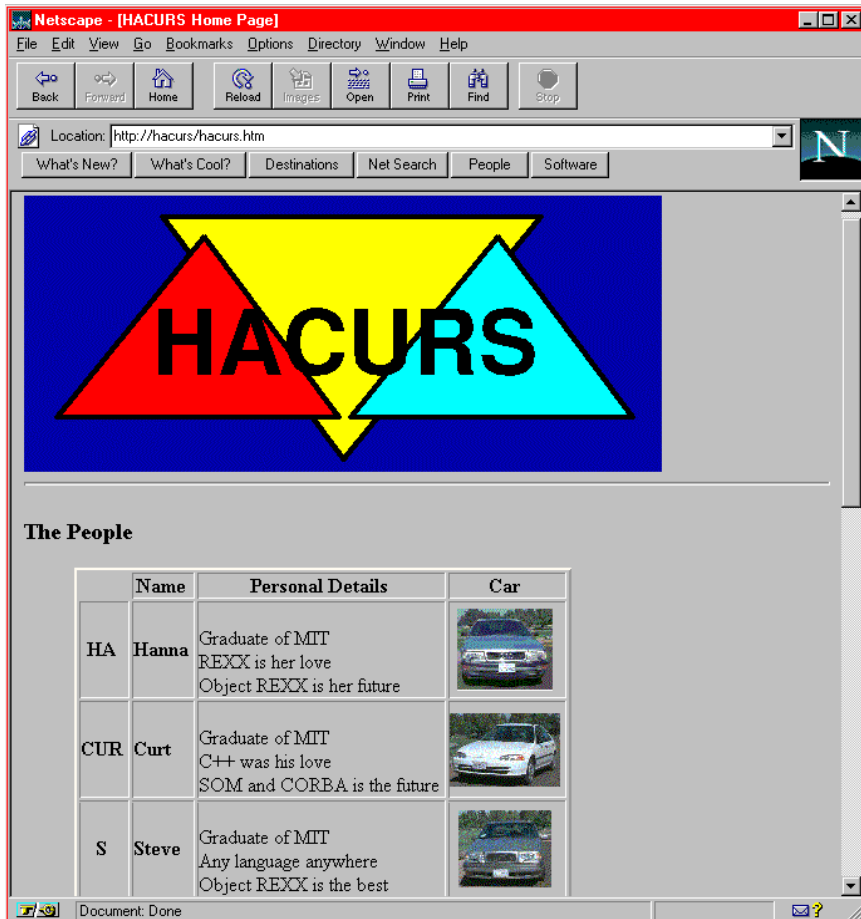 Netscape - [HACURS Home Page]
File Edit View Go Bookmarks Options Directory Window Help
Back Forward Home Reload Images Open Print Find Stop
Location: http://hacurs/hacurs.htm
What's New? What's Cool? Destinations Net Search People Software
N
HACURS
The People
Name Personal Details Car
HA Hanna Graduate of MIT
REXX is her love
Object REXX is her future
CUR Curt Graduate of MIT
C++ was his love
SOM and CORBA is the future
S Steve Graduate of MIT
Any language anywhere
Object REXX is the best
Document: Done